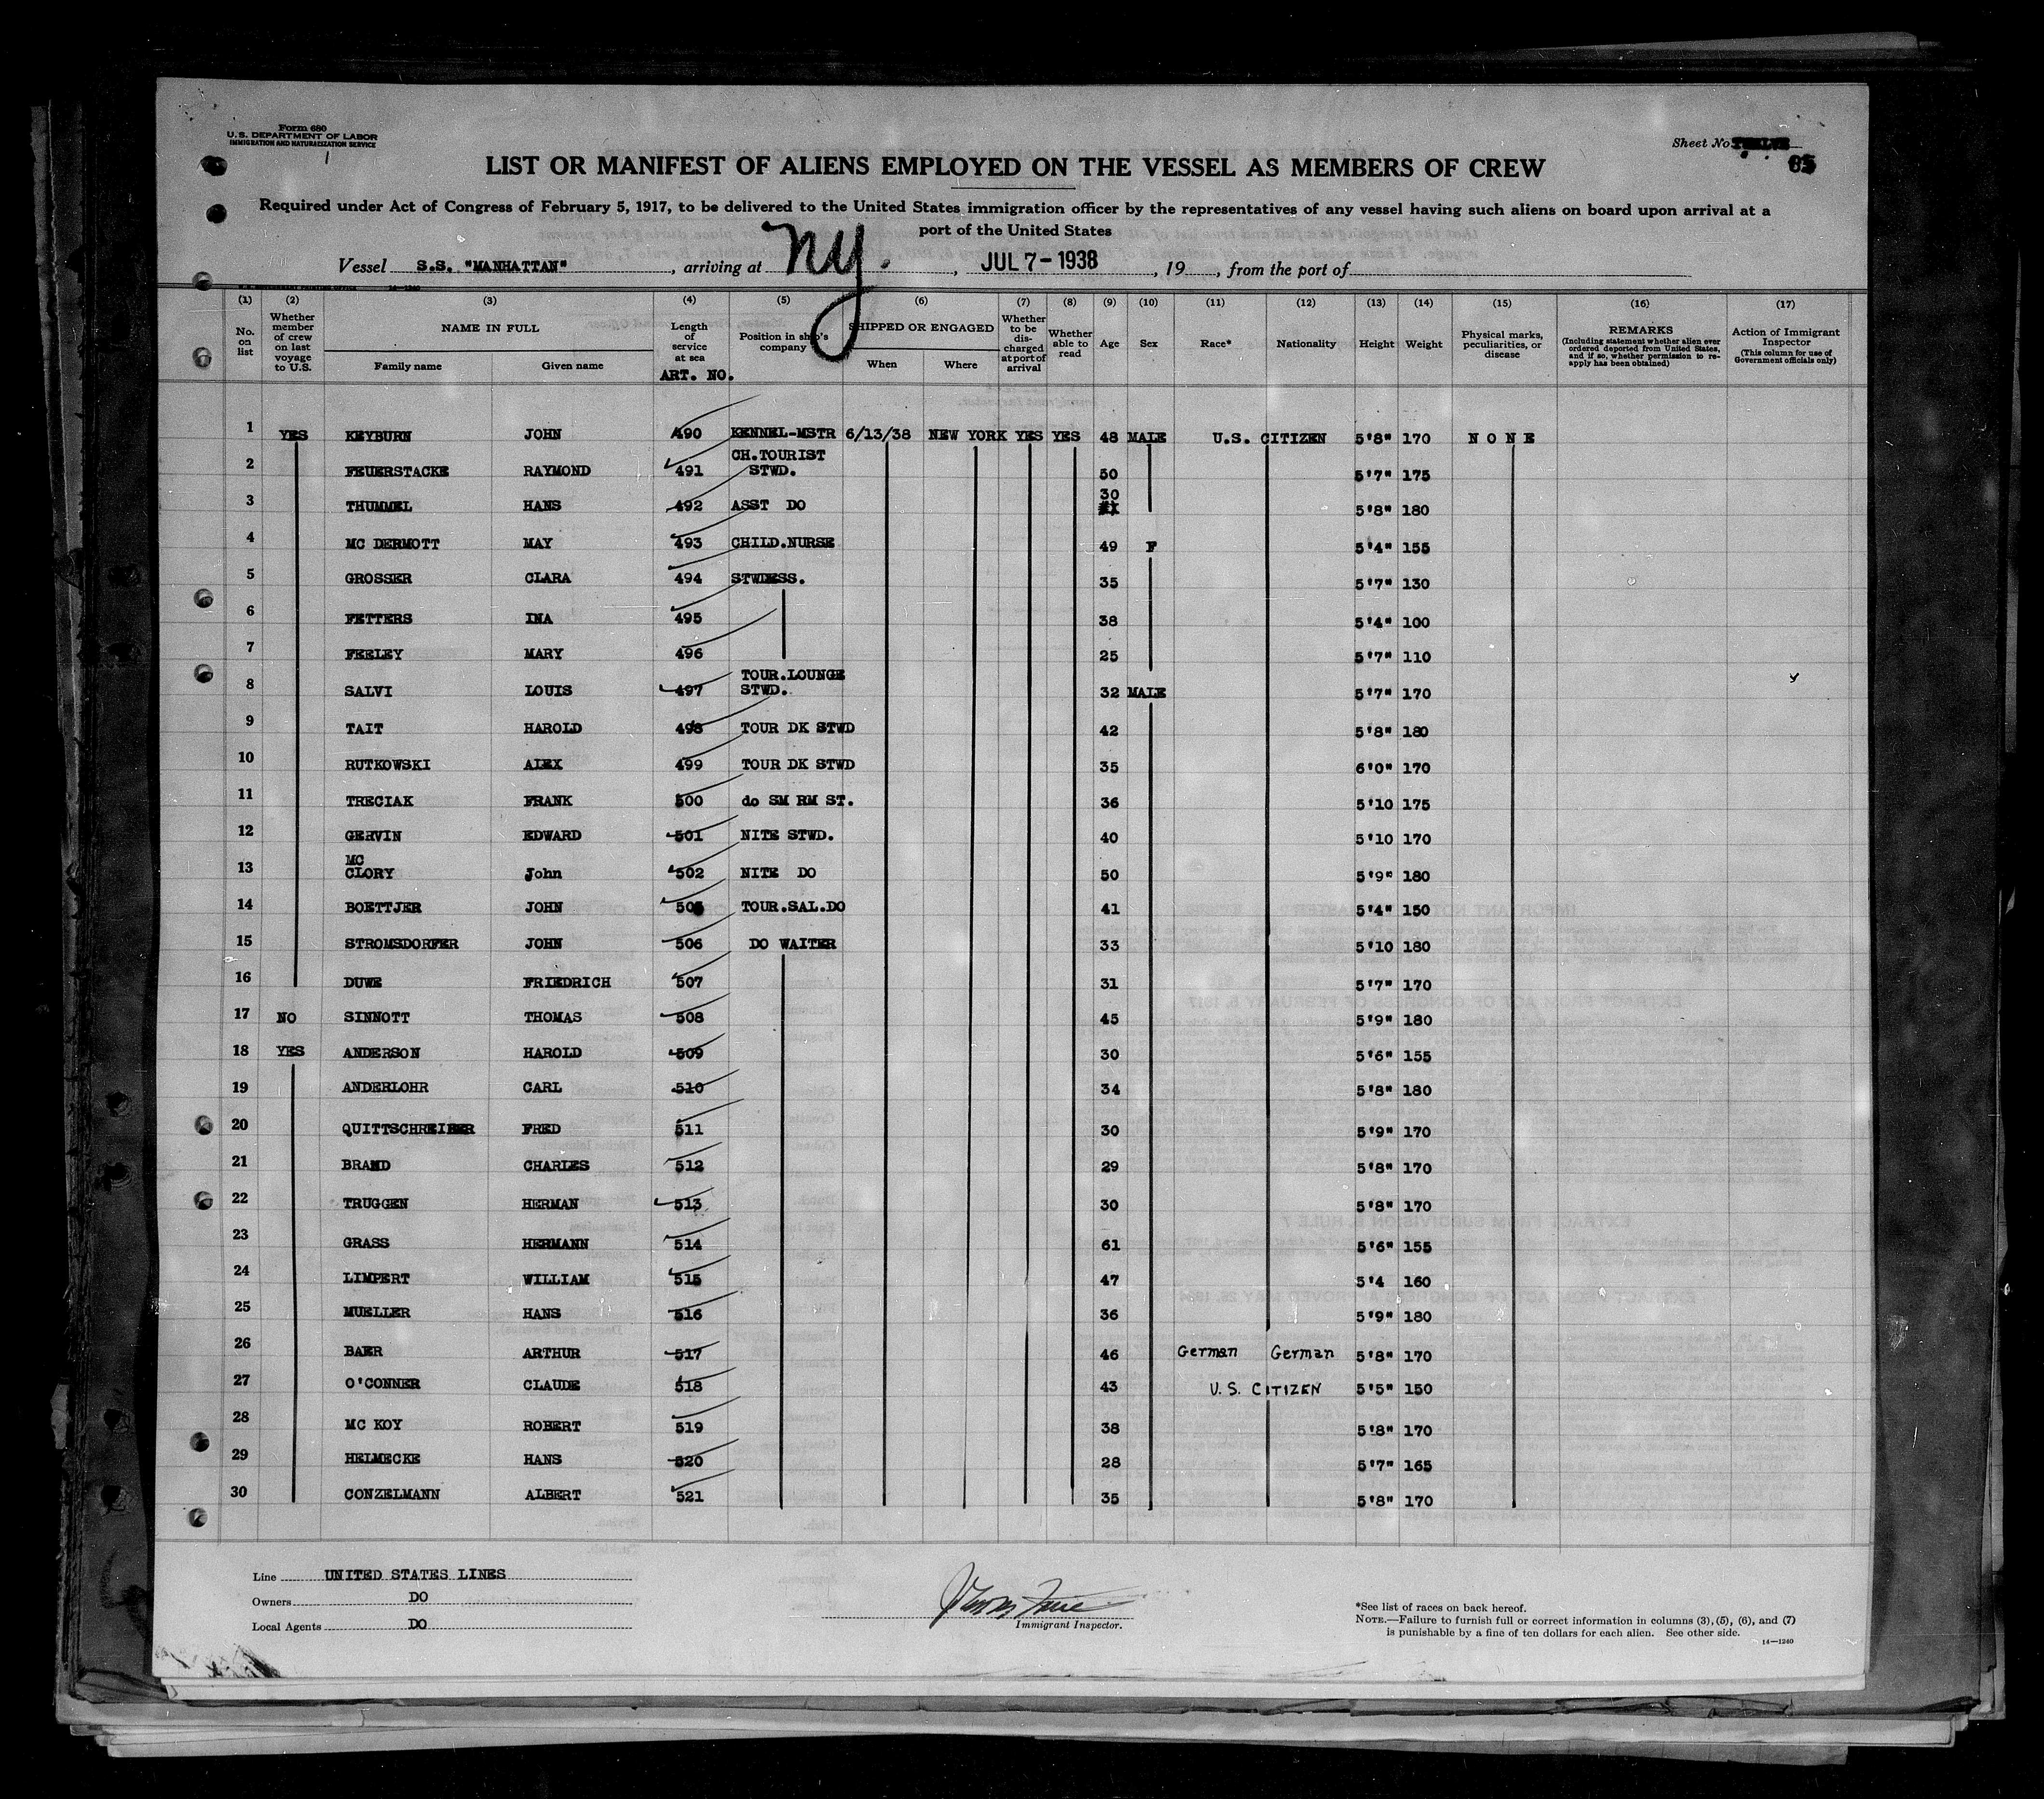 Form 680
U.S. DEPARTMENT OF LABOR
IMMIGRATION AND NATURALIZATION SERVICE
1
Sheet No. TWELVE
65
LIST OR MANIFEST OF ALIENS EMPLOYED ON THE VESSEL AS MEMBERS OF CREW
Required under Act of Congress of February 5, 1917, to be delivered to the United States immigration officer by the representatives of any vessel having such aliens on board upon arrival at a
port of the United States
Vessel S.S. "MANHATTAN", arriving at NY., JUL 7 - 1938, 19, from the port of
(1) (2) (3) (4) (5) (6) (7) (8) (9) (10) (11) (12) (13) (14) (15) (16) (17)
No. on list
Whether member of crew on last voyage to U.S.
NAME IN FULL
Family name
Given name
Length of service at sea
ART. NO.
Position in ship's company
SHIPPED OR ENGAGED
When
Where
Whether to be discharged at port of arrival
Whether able to read
Age
Sex
Race*
Nationality
Height
Weight
Physical marks, peculiarities, or disease
REMARKS
(Including statement whether alien ever ordered deported from United States, and if so, whether permission to re-apply has been obtained)
Action of Immigrant Inspector
(This column for use of Government officials only)
1 YES KEYBURN JOHN 490 KENNEL-MSTR 6/13/38 NEW YORK YES YES 48 MALE U.S. CITIZEN 5'8" 170 NONE
2 FEUERSTACKE RAYMOND 491 CH.TOURIST STWD. 50 5'7" 175
3 THUMMEL HANS 492 ASST DO 30 5'8" 180
4 MC DERMOTT MAY 493 CHILD.NURSE 49 F 5'4" 155
5 GROSSER CLARA 494 STWDESS. 35 5'7" 130
6 FETTERS INA 495 38 5'4" 100
7 FEELEY MARY 496 25 5'7" 110
8 SALVI LOUIS 497 TOUR.LOUNGE STWD. 32 MALE 5'7" 170
9 TAIT HAROLD 498 TOUR DK STWD 42 5'8" 180
10 RUTKOWSKI ALEX 499 TOUR DK STWD 35 6'0" 170
11 TRECIAK FRANK 500 do SM RM ST. 36 5'10 175
12 GERVIN EDWARD 501 NITE STWD. 40 5'10 170
13 MC CLORY John 502 NITE DO 50 5'9" 180
14 BOETTJER JOHN 505 TOUR.SAL.DO 41 5'4" 150
15 STROMSDORFER JOHN 506 DO WAITER 33 5'10 180
16 DUWE FRIEDRICH 507 31 5'7" 170
17 NO SINNOTT THOMAS 508 45 5'9" 180
18 YES ANDERSON HAROLD 509 30 5'6" 155
19 ANDERLOHR CARL 510 34 5'8" 180
20 QUITTSCHREIBER FRED 511 30 5'9" 170
21 BRAND CHARLES 512 29 5'8" 170
22 TRUGGEN HERMAN 513 30 5'8" 170
23 GRASS HERMANN 514 61 5'6" 155
24 LIMPERT WILLIAM 515 47 5'4 160
25 MUELLER HANS 516 36 5'9" 180
26 BAER ARTHUR 517 46 German German 5'8" 170
27 O'CONNER CLAUDE 518 43 U.S. CITIZEN 5'5" 150
28 MC KOY ROBERT 519 38 5'8" 170
29 HELMECKE HANS 520 28 5'7" 165
30 CONZELMANN ALBERT 521 35 5'8" 170
Line UNITED STATES LINES
Owners DO
Local Agents DO
Immigrant Inspector.
*See list of races on back hereof.
NOTE.—Failure to furnish full or correct information in columns (3), (5), (6), and (7)
is punishable by a fine of ten dollars for each alien. See other side.
14—1240